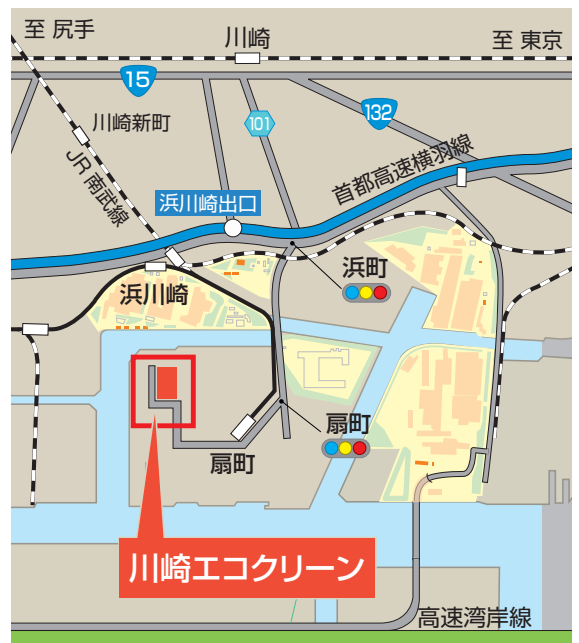 至 尻手
川崎
至 東京
15
川崎新町
101
132
JR 南武線
首都高速横羽線
浜川崎出口
浜町
浜川崎
扇町
扇町
川崎エコクリーン
高速湾岸線